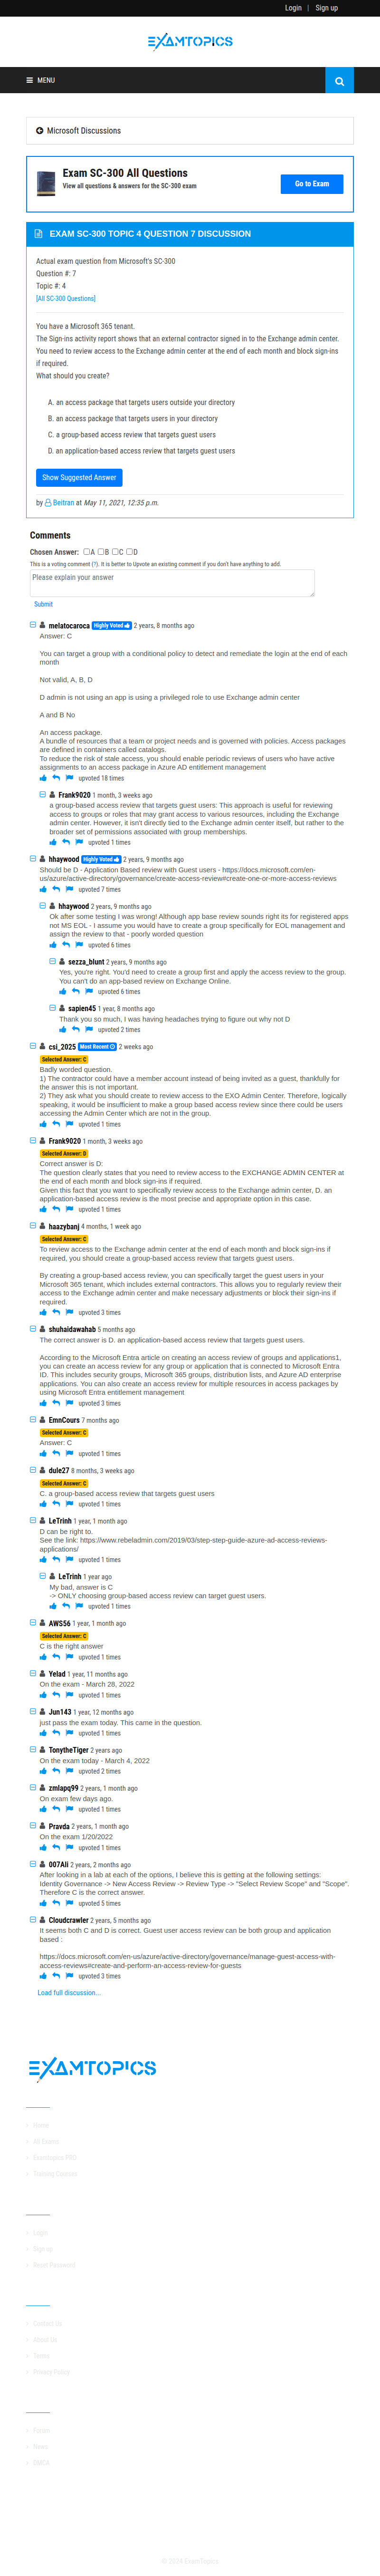 Login | Sign up
EXAMTOPICS
MENU
Microsoft Discussions
Exam SC-300 All Questions
View all questions & answers for the SC-300 exam
Go to Exam
EXAM SC-300 TOPIC 4 QUESTION 7 DISCUSSION
Actual exam question from Microsoft's SC-300
Question #: 7
Topic #: 4
[All SC-300 Questions]
You have a Microsoft 365 tenant.
The Sign-ins activity report shows that an external contractor signed in to the Exchange admin center.
You need to review access to the Exchange admin center at the end of each month and block sign-ins
if required.
What should you create?
A. an access package that targets users outside your directory
B. an access package that targets users in your directory
C. a group-based access review that targets guest users
D. an application-based access review that targets guest users
Show Suggested Answer
by Beitran at May 11, 2021, 12:35 p.m.
Comments
Chosen Answer: A B C D
This is a voting comment (?). It is better to Upvote an existing comment if you don't have anything to add.
Please explain your answer
Submit
melatocaroca Highly Voted 2 years, 8 months ago
Answer: C
You can target a group with a conditional policy to detect and remediate the login at the end of each
month
Not valid, A, B, D
D admin is not using an app is using a privileged role to use Exchange admin center
A and B No
An access package.
A bundle of resources that a team or project needs and is governed with policies. Access packages
are defined in containers called catalogs.
To reduce the risk of stale access, you should enable periodic reviews of users who have active
assignments to an access package in Azure AD entitlement management
upvoted 18 times
Frank9020 1 month, 3 weeks ago
a group-based access review that targets guest users: This approach is useful for reviewing
access to groups or roles that may grant access to various resources, including the Exchange
admin center. However, it isn't directly tied to the Exchange admin center itself, but rather to the
broader set of permissions associated with group memberships.
upvoted 1 times
hhaywood Highly Voted 2 years, 9 months ago
Should be D - Application Based review with Guest users - https://docs.microsoft.com/en-
us/azure/active-directory/governance/create-access-review#create-one-or-more-access-reviews
upvoted 7 times
hhaywood 2 years, 9 months ago
Ok after some testing I was wrong! Although app base review sounds right its for registered apps
not MS EOL - I assume you would have to create a group specifically for EOL management and
assign the review to that - poorly worded question
upvoted 6 times
sezza_blunt 2 years, 9 months ago
Yes, you're right. You'd need to create a group first and apply the access review to the group.
You can't do an app-based review on Exchange Online.
upvoted 6 times
sapien45 1 year, 8 months ago
Thank you so much, I was having headaches trying to figure out why not D
upvoted 2 times
csi_2025 Most Recent 2 weeks ago
Selected Answer: C
Badly worded question.
1) The contractor could have a member account instead of being invited as a guest, thankfully for
the answer this is not important.
2) They ask what you should create to review access to the EXO Admin Center. Therefore, logically
speaking, it would be insufficient to make a group based access review since there could be users
accessing the Admin Center which are not in the group.
upvoted 1 times
Frank9020 1 month, 3 weeks ago
Selected Answer: D
Correct answer is D:
The question clearly states that you need to review access to the EXCHANGE ADMIN CENTER at
the end of each month and block sign-ins if required.
Given this fact that you want to specifically review access to the Exchange admin center, D. an
application-based access review is the most precise and appropriate option in this case.
upvoted 1 times
haazybanj 4 months, 1 week ago
Selected Answer: C
To review access to the Exchange admin center at the end of each month and block sign-ins if
required, you should create a group-based access review that targets guest users.
By creating a group-based access review, you can specifically target the guest users in your
Microsoft 365 tenant, which includes external contractors. This allows you to regularly review their
access to the Exchange admin center and make necessary adjustments or block their sign-ins if
required.
upvoted 3 times
shuhaidawahab 5 months ago
The correct answer is D. an application-based access review that targets guest users.
According to the Microsoft Entra article on creating an access review of groups and applications1,
you can create an access review for any group or application that is connected to Microsoft Entra
ID. This includes security groups, Microsoft 365 groups, distribution lists, and Azure AD enterprise
applications. You can also create an access review for multiple resources in access packages by
using Microsoft Entra entitlement management
upvoted 3 times
EmnCours 7 months ago
Selected Answer: C
Answer: C
upvoted 1 times
dule27 8 months, 3 weeks ago
Selected Answer: C
C. a group-based access review that targets guest users
upvoted 1 times
LeTrinh 1 year, 1 month ago
D can be right to.
See the link: https://www.rebeladmin.com/2019/03/step-step-guide-azure-ad-access-reviews-
applications/
upvoted 1 times
LeTrinh 1 year ago
My bad, answer is C
-> ONLY choosing group-based access review can target guest users.
upvoted 1 times
AWS56 1 year, 1 month ago
Selected Answer: C
C is the right answer
upvoted 1 times
Yelad 1 year, 11 months ago
On the exam - March 28, 2022
upvoted 1 times
Jun143 1 year, 12 months ago
just pass the exam today. This came in the question.
upvoted 1 times
TonytheTiger 2 years ago
On the exam today - March 4, 2022
upvoted 2 times
zmlapq99 2 years, 1 month ago
On exam few days ago.
upvoted 1 times
Pravda 2 years, 1 month ago
On the exam 1/20/2022
upvoted 1 times
007Ali 2 years, 2 months ago
After looking in a lab at each of the options, I believe this is getting at the following settings:
Identity Governance -> New Access Review -> Review Type -> "Select Review Scope" and "Scope".
Therefore C is the correct answer.
upvoted 5 times
Cloudcrawler 2 years, 5 months ago
It seems both C and D is correct. Guest user access review can be both group and application
based :
https://docs.microsoft.com/en-us/azure/active-directory/governance/manage-guest-access-with-
access-reviews#create-and-perform-an-access-review-for-guests
upvoted 3 times
Load full discussion...
EXAMTOPICS
Home
All Exams
Examtopics PRO
Training Courses
Login
Sign up
Reset Password
Contact Us
About Us
Terms
Privacy Policy
Forum
News
DMCA
© 2024 ExamTopics